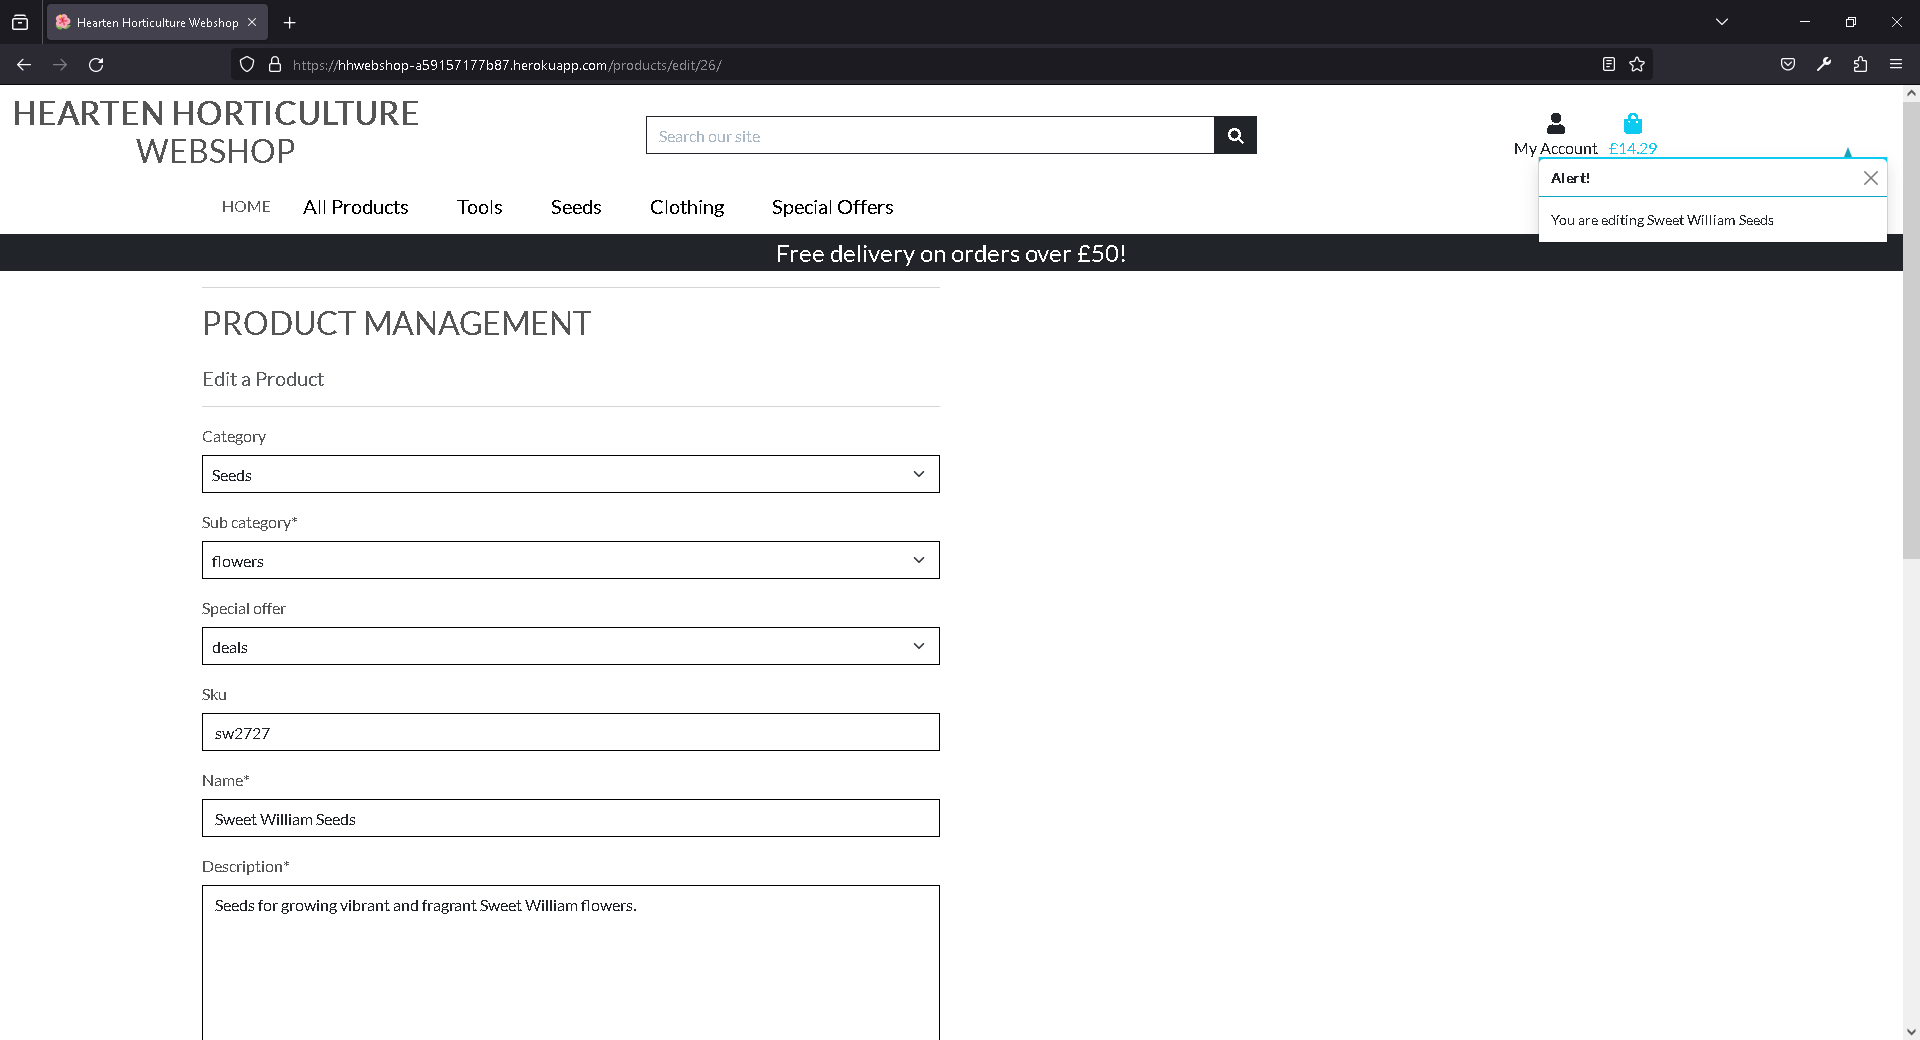 Hearten Horticulture Webshop
https://hhwebshop-a59157177b87.herokuapp.com/products/edit/26/
HEARTEN HORTICULTURE
WEBSHOP
Search our site
My Account £14.29
Alert!
You are editing Sweet William Seeds
HOME All Products Tools Seeds Clothing Special Offers
Free delivery on orders over £50!
PRODUCT MANAGEMENT
Edit a Product
Category
Seeds
Sub category*
flowers
Special offer
deals
Sku
sw2727
Name*
Sweet William Seeds
Description*
Seeds for growing vibrant and fragrant Sweet William flowers.